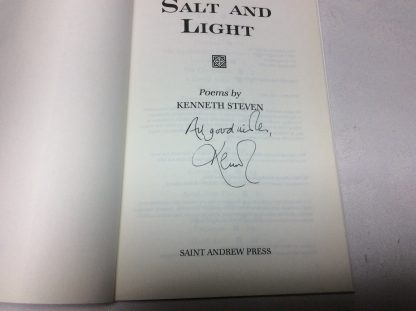 SALT AND
LIGHT
Poems by
KENNETH STEVEN
All good wishes,
Kenneth
SAINT ANDREW PRESS